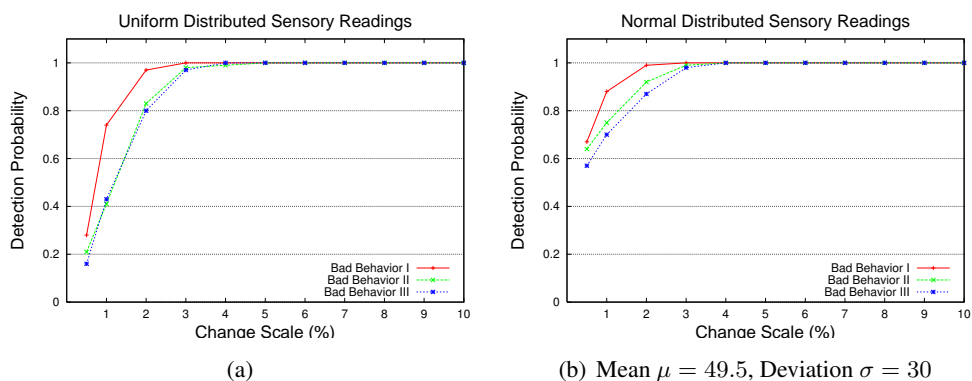 Uniform Distributed Sensory Readings
Detection Probability
1
0.8
0.6
0.4
0.2
0
Bad Behavior I
Bad Behavior II
Bad Behavior III
1 2 3 4 5 6 7 8 9 10
Change Scale (%)
(a)
Normal Distributed Sensory Readings
Detection Probability
1
0.8
0.6
0.4
0.2
0
Bad Behavior I
Bad Behavior II
Bad Behavior III
1 2 3 4 5 6 7 8 9 10
Change Scale (%)
(b) Mean μ = 49.5, Deviation σ = 30